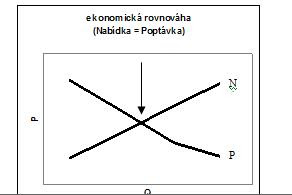 ekonomická rovnováha
(Nabídka = Poptávka)
N
P
P
Q